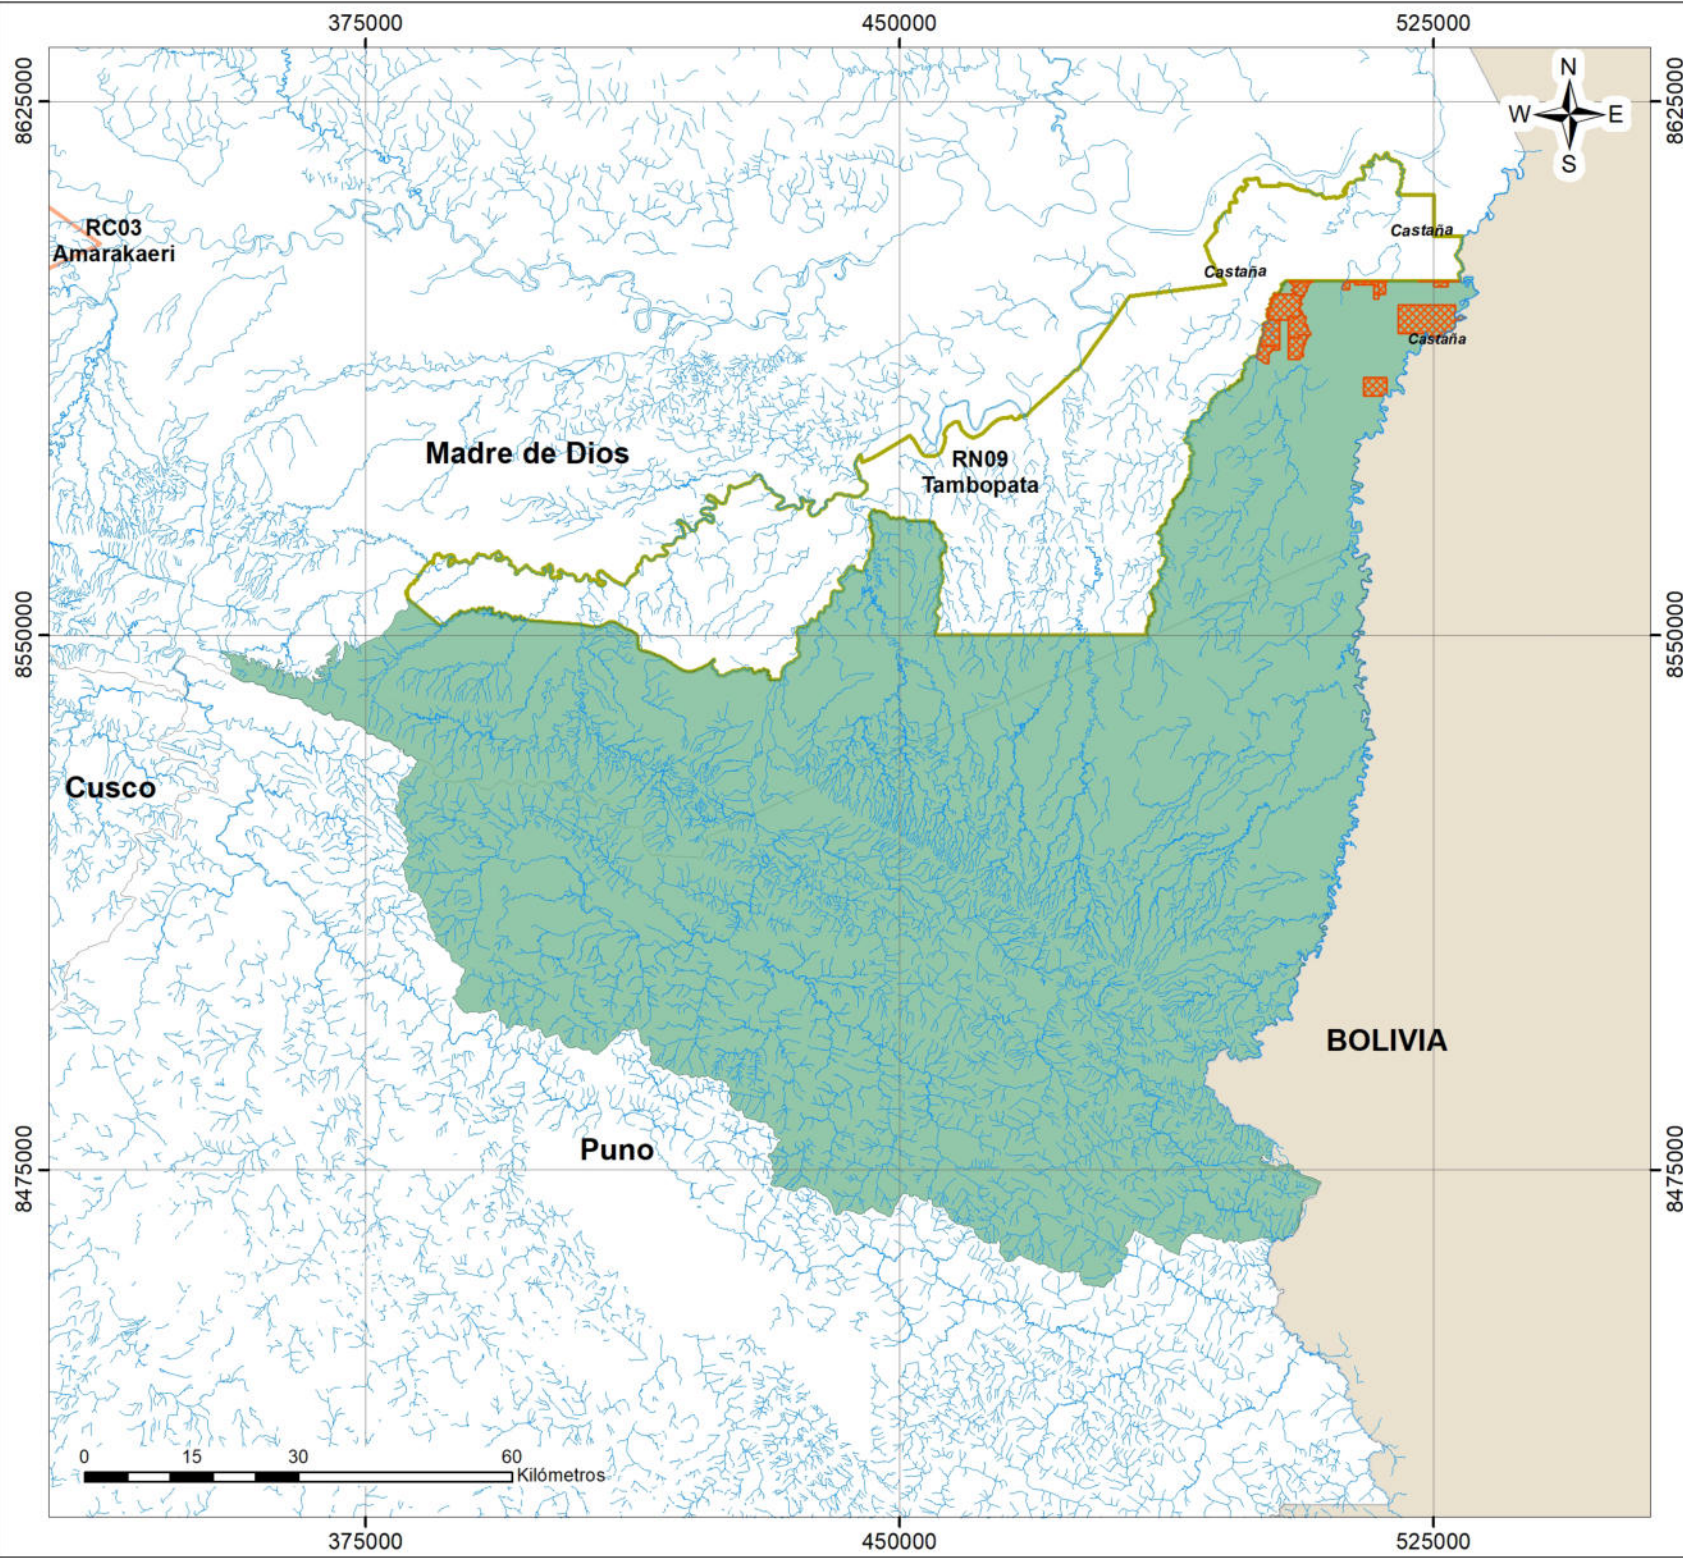 375000 450000 525000
8625000 8625000
N
W E
S
RC03
Amarakaeri
Castaña
Castaña
Castaña
Madre de Dios
RN09
Tambopata
8550000 8550000
Cusco
BOLIVIA
Puno
8475000 8475000
0 15 30 60
Kilómetros
375000 450000 525000